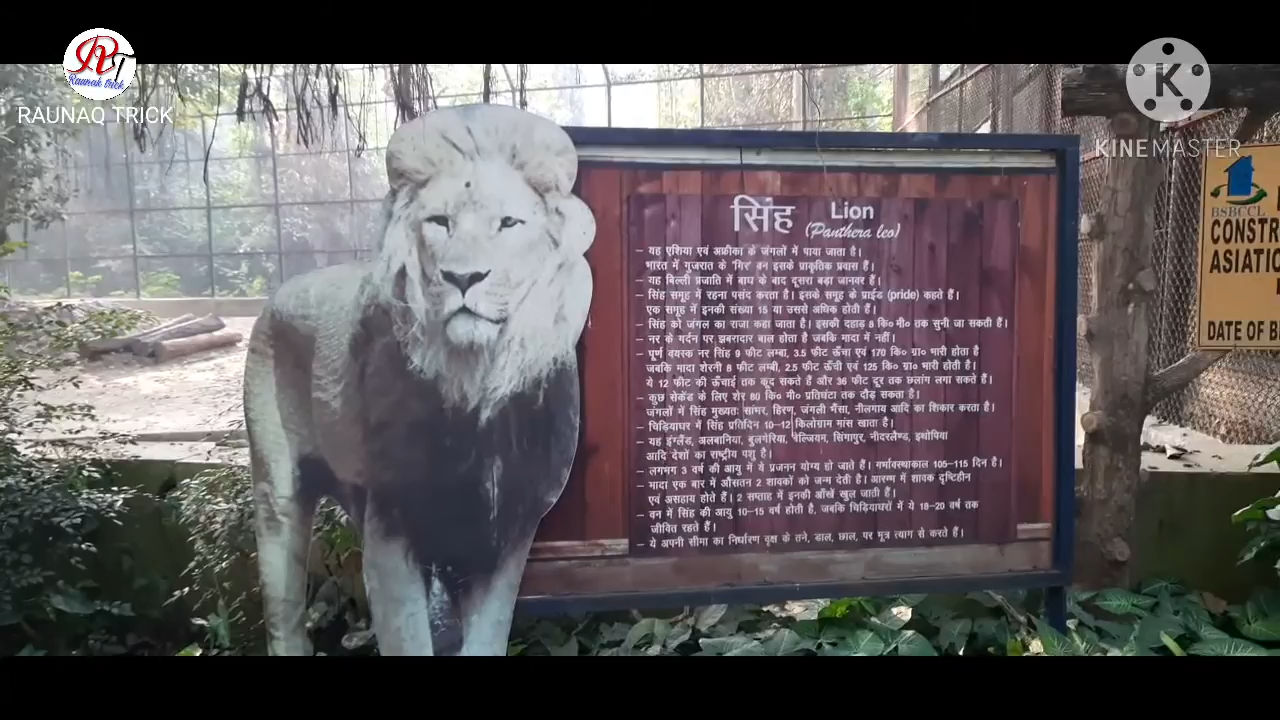 RT
Raunak trick
RAUNAQ TRICK
K
KINEMASTER
सिंह Lion
(Panthera leo)
– यह एशिया एवं अफ्रीका के जंगलों में पाया जाता है।
भारत में गुजरात के 'गिर' वन इसके प्राकृतिक प्रवास हैं।
– यह बिल्ली प्रजाति में बाघ के बाद दूसरा बड़ा जानवर हैं।
– सिंह समूह में रहना पसंद करता है। इसके समूह के प्राईड (pride) कहते हैं।
एक समूह में इनकी संख्या 15 या उससे अधिक होती हैं।
– सिंह को जंगल का राजा कहा जाता है। इसकी दहाड़ 8 कि० मी० तक सुनी जा सकती हैं।
– नर के गर्दन पर झबरादार बाल होता है जबकि मादा में नहीं।
– पूर्ण वयस्क नर सिंह 9 फीट लम्बा, 3.5 फीट ऊँचा एवं 170 कि० ग्रा० भारी होता है
जबकि मादा शेरनी 8 फीट लम्बी, 2.5 फीट ऊँची एवं 125 कि० ग्रा० भारी होती है।
ये 12 फीट की ऊँचाई तक कूद सकते हैं और 36 फीट दूर तक छलांग लगा सकते हैं।
– कुछ सेकेंड के लिए शेर 80 कि० मी० प्रतिघंटा तक दौड़ सकता है।
जंगलों में सिंह मुख्यतः सांभर, हिरण, जंगली भैंसा, नीलगाय आदि का शिकार करता है।
– चिड़ियाघर में सिंह प्रतिदिन 10–12 किलोग्राम मांस खाता है।
– यह इंग्लैंड, अलबानिया, बुलगेरिया, बेल्जियम, सिंगापुर, नीदरलैण्ड, इथोपिया
आदि देशों का राष्ट्रीय पशु है।
– लगभग 3 वर्ष की आयु में ये प्रजनन योग्य हो जाते हैं। गर्भावस्थाकाल 105–115 दिन है।
– मादा एक बार में औसतन 2 शावकों को जन्म देती है। आरम्भ में शावक दृष्टिहीन
एवं असहाय होते हैं। 2 सप्ताह में इनकी आँखें खुल जाती हैं।
– वन में सिंह की आयु 10–15 वर्ष होती है, जबकि चिड़ियाघरों में ये 18–20 वर्ष तक
जीवित रहते हैं।
– ये अपनी सीमा का निर्धारण वृक्ष के तने, डाल, छाल, पर मूत्र त्याग से करते हैं।
BSBCCL
CONSTR
ASIATIC
DATE OF B